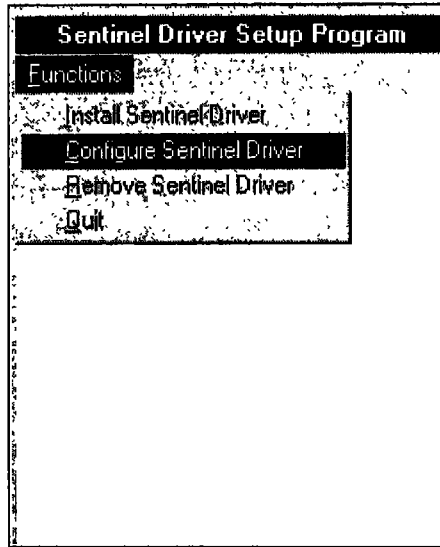 Sentinel Driver Setup Program
Functions
Install Sentinel Driver
Configure Sentinel Driver
Remove Sentinel Driver
Quit